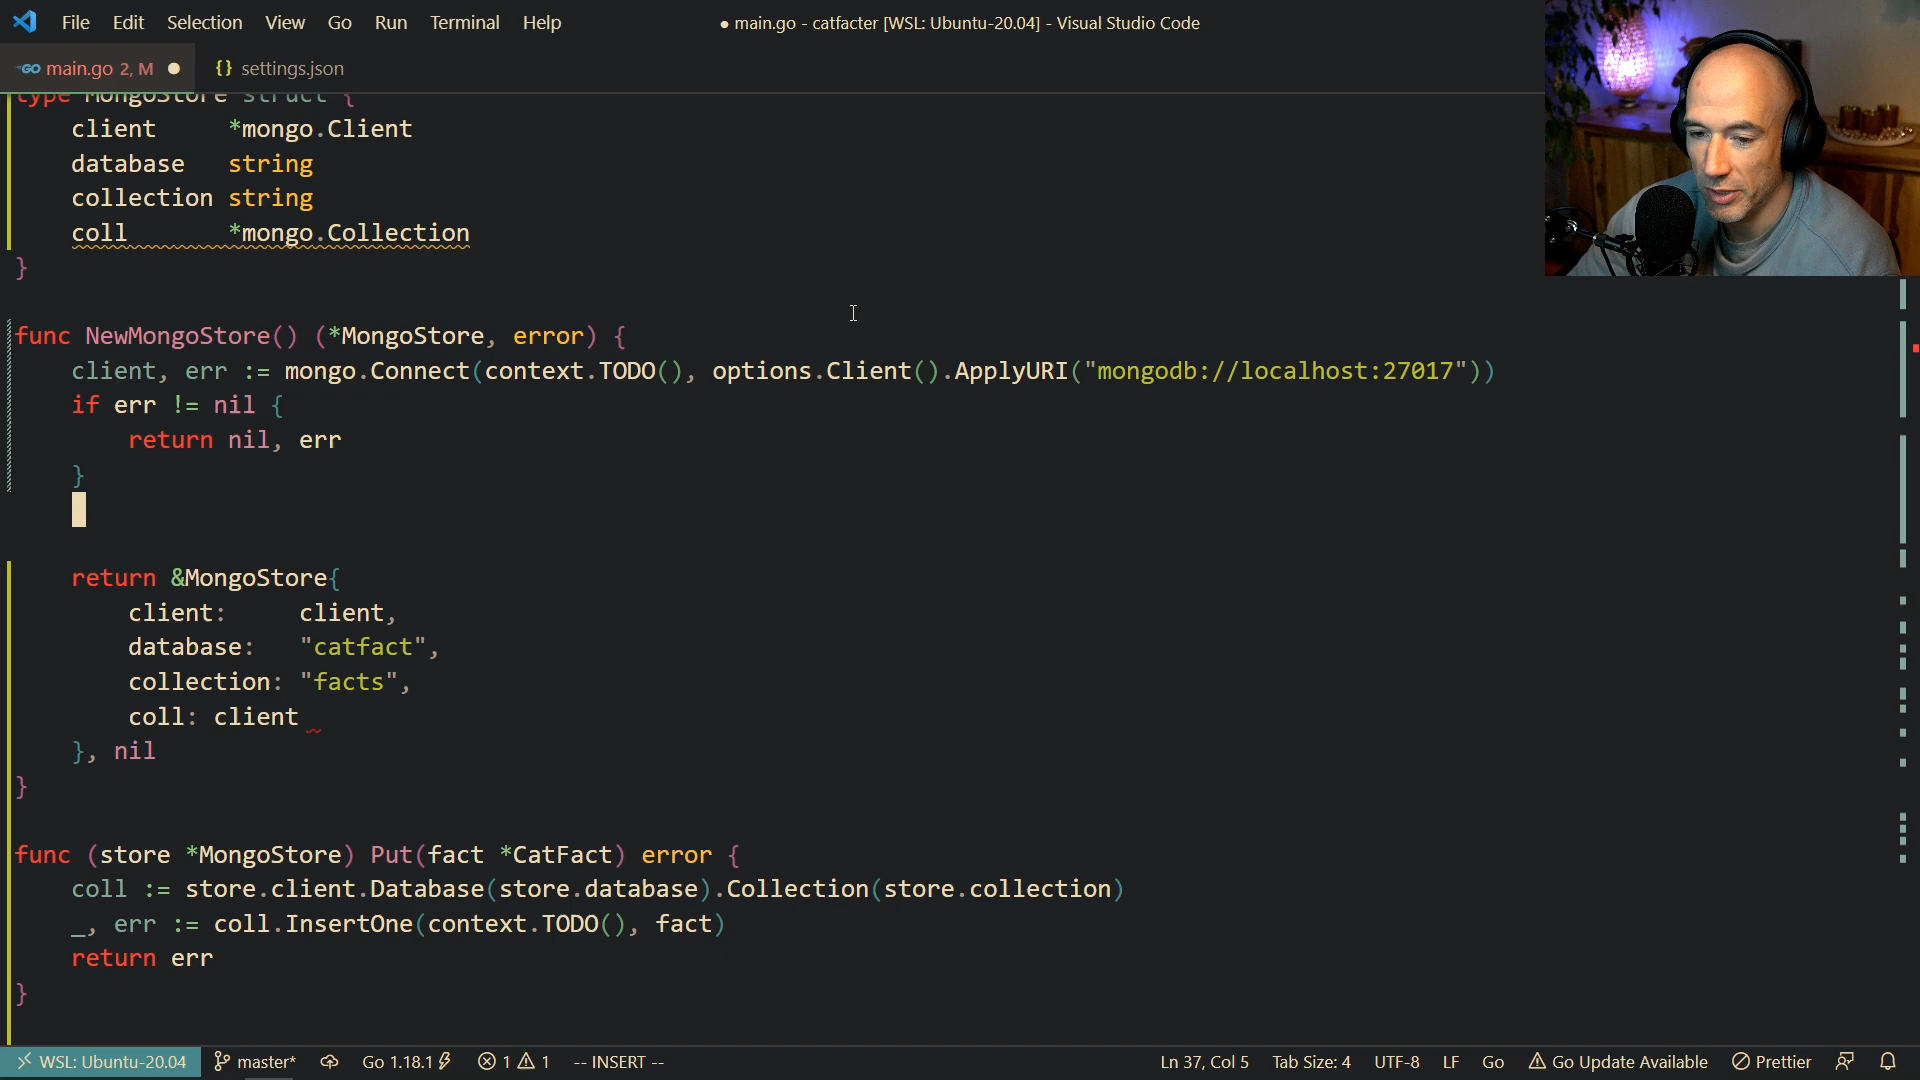 File Edit Selection View Go Run Terminal Help
● main.go - catfacter [WSL: Ubuntu-20.04] - Visual Studio Code
GO main.go 2, M ●
{} settings.json
type MongoStore struct {
    client     *mongo.Client
    database   string
    collection string
    coll       *mongo.Collection
}
func NewMongoStore() (*MongoStore, error) {
    client, err := mongo.Connect(context.TODO(), options.Client().ApplyURI("mongodb://localhost:27017"))
    if err != nil {
        return nil, err
    }
    return &MongoStore{
        client:     client,
        database:   "catfact",
        collection: "facts",
        coll: client
    }, nil
}
func (store *MongoStore) Put(fact *CatFact) error {
    coll := store.client.Database(store.database).Collection(store.collection)
    _, err := coll.InsertOne(context.TODO(), fact)
    return err
}
WSL: Ubuntu-20.04 master* Go 1.18.1 1 1 -- INSERT -- Ln 37, Col 5 Tab Size: 4 UTF-8 LF Go Go Update Available Prettier